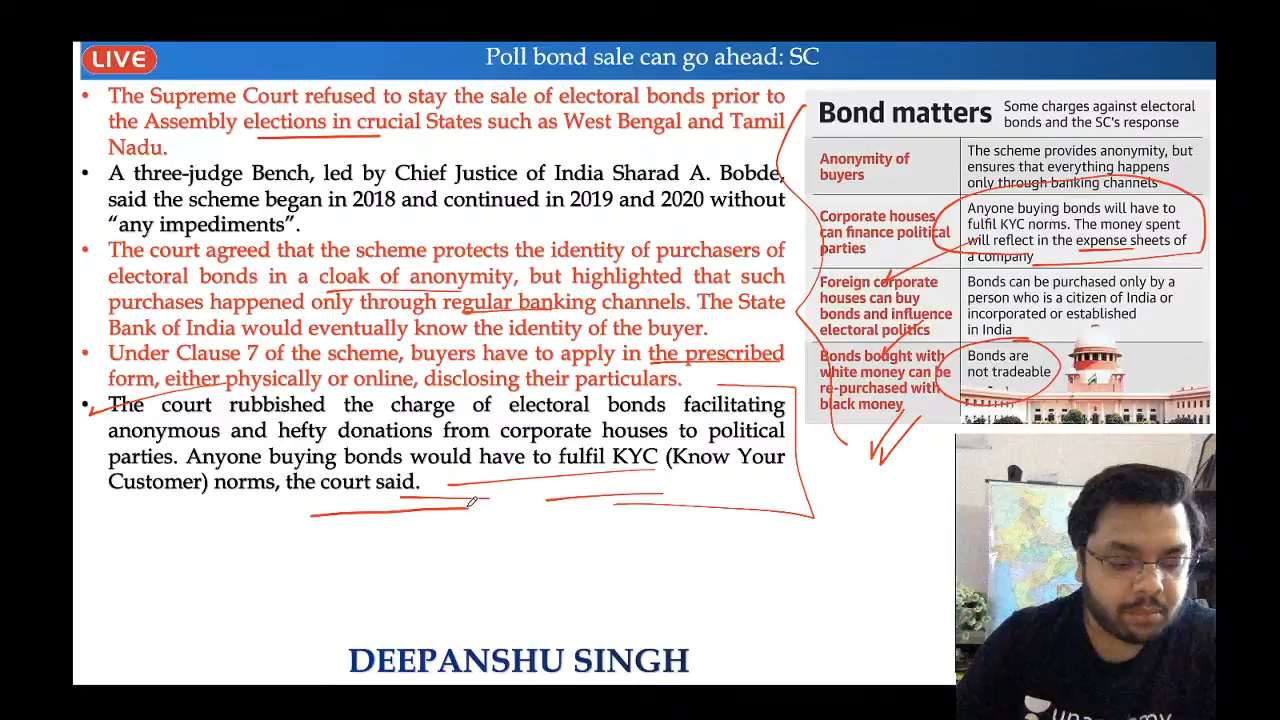 LIVE
Poll bond sale can go ahead: SC
• The Supreme Court refused to stay the sale of electoral bonds prior to
the Assembly elections in crucial States such as West Bengal and Tamil
Nadu.
• A three-judge Bench, led by Chief Justice of India Sharad A. Bobde,
said the scheme began in 2018 and continued in 2019 and 2020 without
“any impediments”.
• The court agreed that the scheme protects the identity of purchasers of
electoral bonds in a cloak of anonymity, but highlighted that such
purchases happened only through regular banking channels. The State
Bank of India would eventually know the identity of the buyer.
• Under Clause 7 of the scheme, buyers have to apply in the prescribed
form, either physically or online, disclosing their particulars.
• The court rubbished the charge of electoral bonds facilitating
anonymous and hefty donations from corporate houses to political
parties. Anyone buying bonds would have to fulfil KYC (Know Your
Customer) norms, the court said.
Bond matters
Some charges against electoral
bonds and the SC's response
Anonymity of
buyers
The scheme provides anonymity, but
ensures that everything happens
only through banking channels
Corporate houses
can finance political
parties
Anyone buying bonds will have to
fulfil KYC norms. The money spent
will reflect in the expense sheets of
a company
Foreign corporate
houses can buy
bonds and influence
electoral politics
Bonds can be purchased only by a
person who is a citizen of India or
incorporated or established
in India
Bonds bought with
white money can be
re-purchased with
black money
Bonds are
not tradeable
DEEPANSHU SINGH